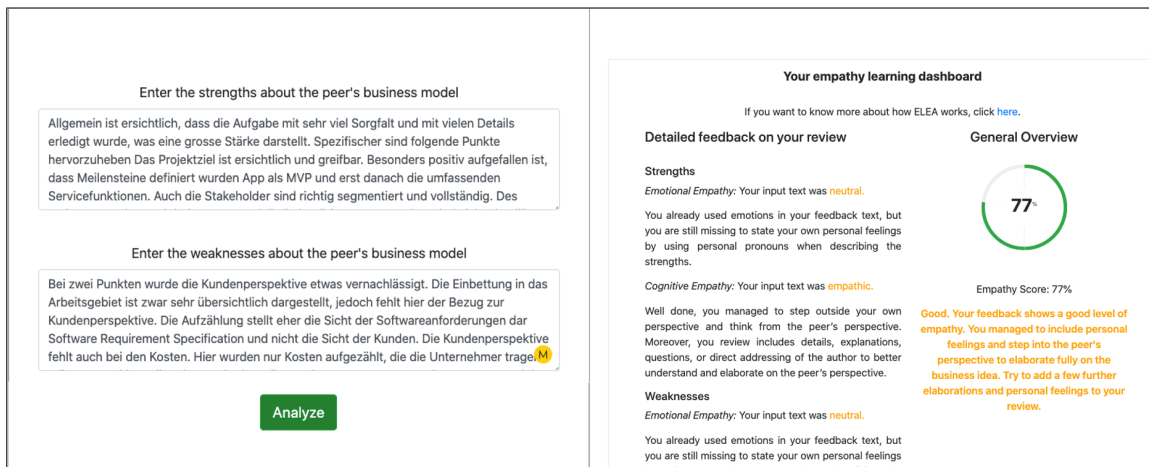 Enter the strengths about the peer's business model
Allgemein ist ersichtlich, dass die Aufgabe mit sehr viel Sorgfalt und mit vielen Details
erledigt wurde, was eine grosse Stärke darstellt. Spezifischer sind folgende Punkte
hervorzuheben Das Projektziel ist ersichtlich und greifbar. Besonders positiv aufgefallen ist,
dass Meilensteine definiert wurden App als MVP und erst danach die umfassenden
Servicefunktionen. Auch die Stakeholder sind richtig segmentiert und vollständig. Des
Enter the weaknesses about the peer's business model
Bei zwei Punkten wurde die Kundenperspektive etwas vernachlässigt. Die Einbettung in das
Arbeitsgebiet ist zwar sehr übersichtlich dargestellt, jedoch fehlt hier der Bezug zur
Kundenperspektive. Die Aufzählung stellt eher die Sicht der Softwareanforderungen dar
Software Requirement Specification und nicht die Sicht der Kunden. Die Kundenperspektive
fehlt auch bei den Kosten. Hier wurden nur Kosten aufgezählt, die die Unternehmer tragen
M
Analyze
Your empathy learning dashboard
If you want to know more about how ELEA works, click here.
Detailed feedback on your review
Strengths
Emotional Empathy: Your input text was neutral.
You already used emotions in your feedback text, but
you are still missing to state your own personal feelings
by using personal pronouns when describing the
strengths.
Cognitive Empathy: Your input text was empathic.
Well done, you managed to step outside your own
perspective and think from the peer's perspective.
Moreover, you review includes details, explanations,
questions, or direct addressing of the author to better
understand and elaborate on the peer's perspective.
Weaknesses
Emotional Empathy: Your input text was neutral.
You already used emotions in your feedback text, but
you are still missing to state your own personal feelings
General Overview
77%
Empathy Score: 77%
Good. Your feedback shows a good level of
empathy. You managed to include personal
feelings and step into the peer's
perspective to elaborate fully on the
business idea. Try to add a few further
elaborations and personal feelings to your
review.